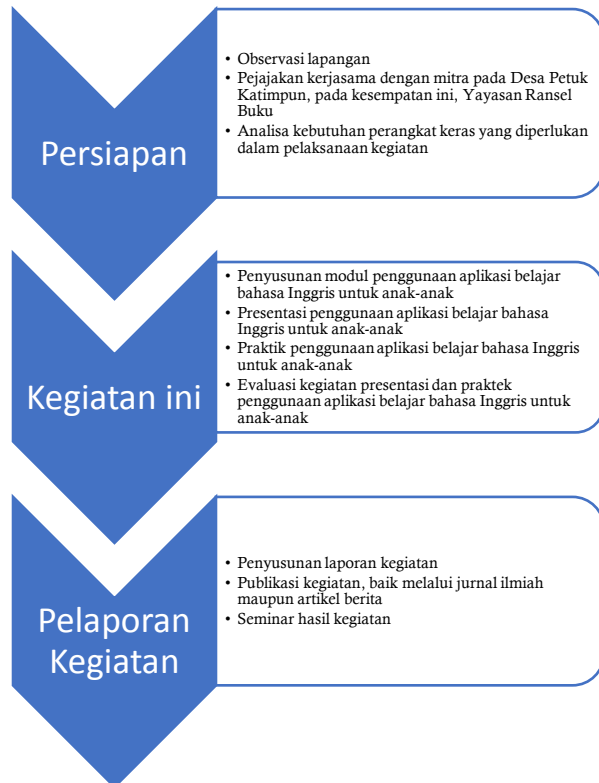 Persiapan
• Observasi lapangan
• Pejajakan kerjasama dengan mitra pada Desa Petuk
Katimpun, pada kesempatan ini, Yayasan Ransel
Buku
• Analisa kebutuhan perangkat keras yang diperlukan
dalam pelaksanaan kegiatan
Kegiatan ini
• Penyusunan modul penggunaan aplikasi belajar
bahasa Inggris untuk anak-anak
• Presentasi penggunaan aplikasi belajar bahasa
Inggris untuk anak-anak
• Praktik penggunaan aplikasi belajar bahasa Inggris
untuk anak-anak
• Evaluasi kegiatan presentasi dan praktek
penggunaan aplikasi belajar bahasa Inggris untuk
anak-anak
Pelaporan
Kegiatan
• Penyusunan laporan kegiatan
• Publikasi kegiatan, baik melalui jurnal ilmiah
maupun artikel berita
• Seminar hasil kegiatan